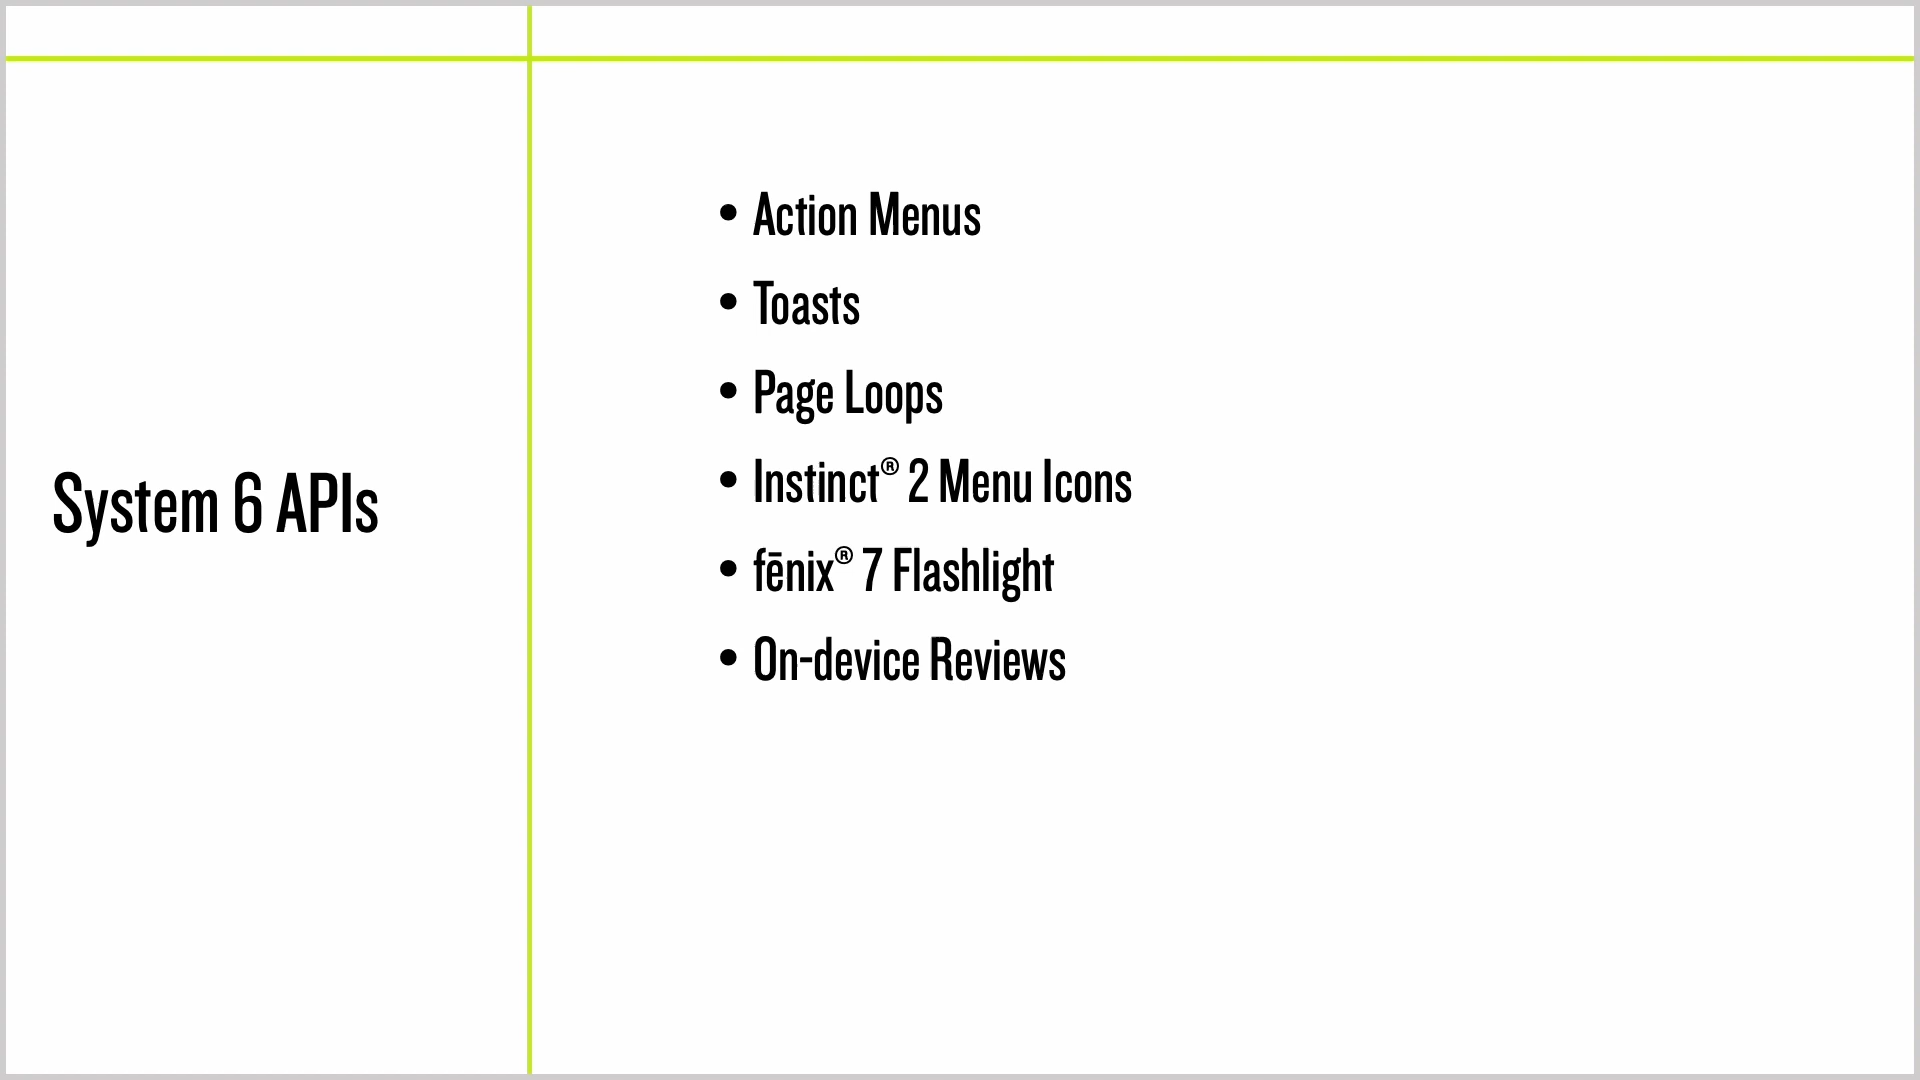 System 6 APIs
• Action Menus
• Toasts
• Page Loops
• Instinct® 2 Menu Icons
• fēnix® 7 Flashlight
• On-device Reviews